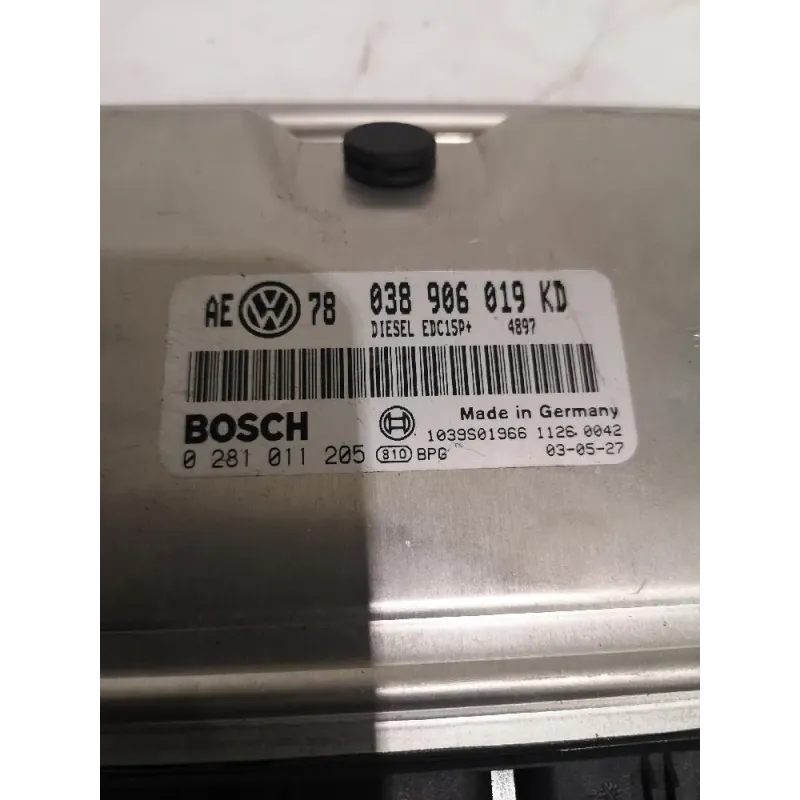 AE VW 78 038 906 019 KD
DIESEL EDC15P+ 4897
BOSCH Made in Germany
1039S01966 1126 0042
0 281 011 205 810 BPG 03-05-27